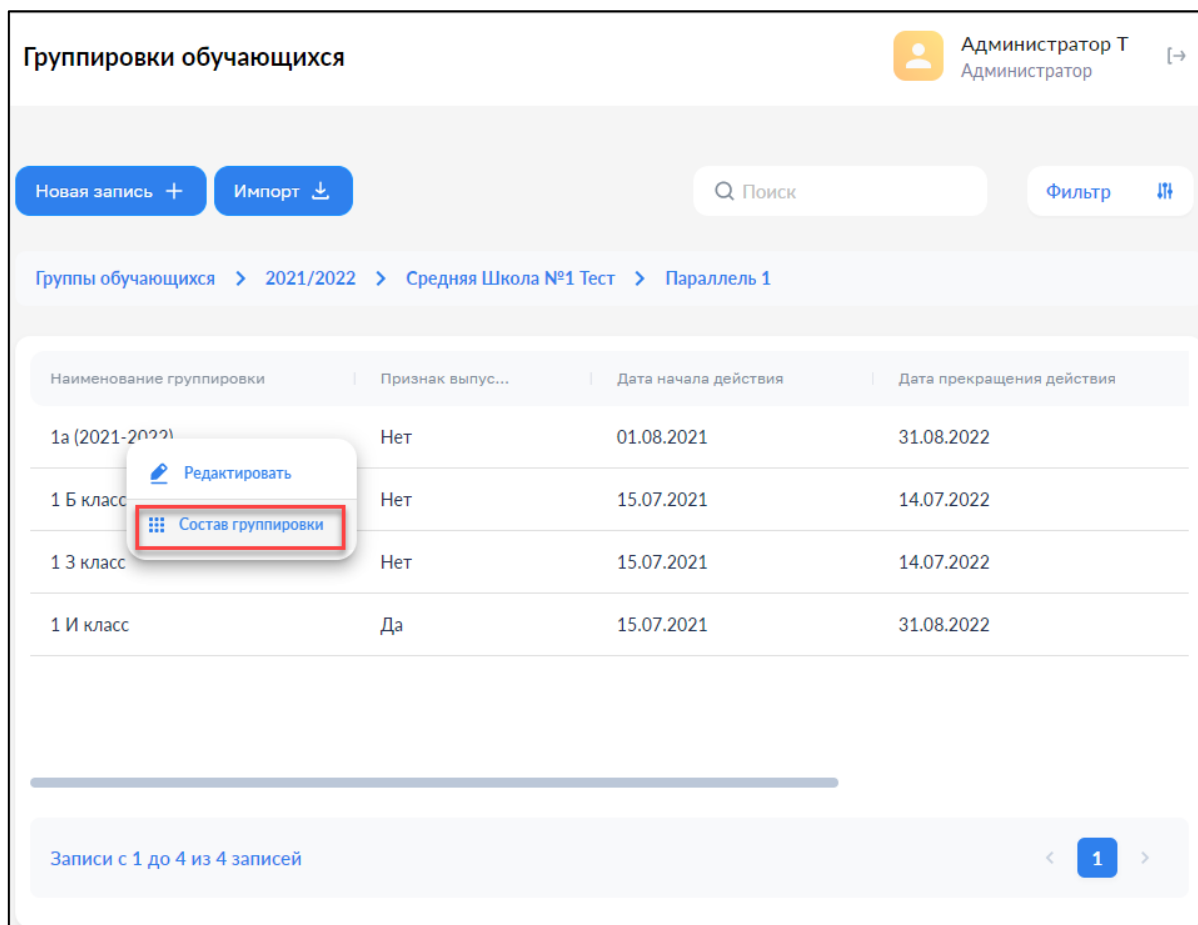 Группировки обучающихся
Администратор Т
Администратор
Новая запись
Импорт
Поиск
Фильтр
Группы обучающихся > 2021/2022 > Средняя Школа №1 Тест > Параллель 1
Наименование группировки Признак выпус... Дата начала действия Дата прекращения действия
1а (2021-2022) Нет 01.08.2021 31.08.2022
Редактировать
1 Б класс Нет 15.07.2021 14.07.2022
Состав группировки
1 З класс Нет 15.07.2021 14.07.2022
1 И класс Да 15.07.2021 31.08.2022
Записи с 1 до 4 из 4 записей
< 1 >